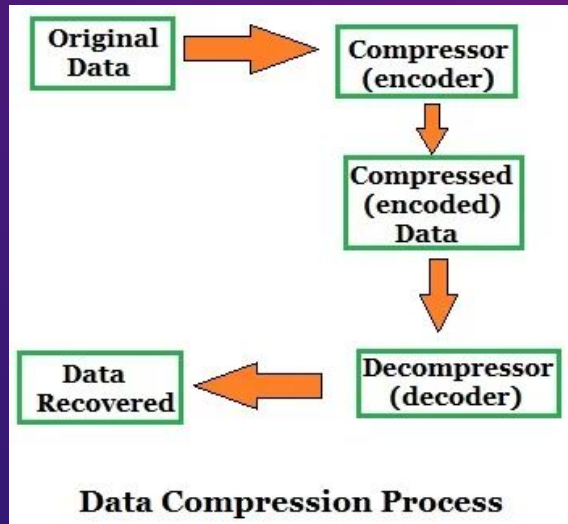 Original
Data
Compressor
(encoder)
Compressed
(encoded)
Data
Decompressor
(decoder)
Data
Recovered
Data Compression Process